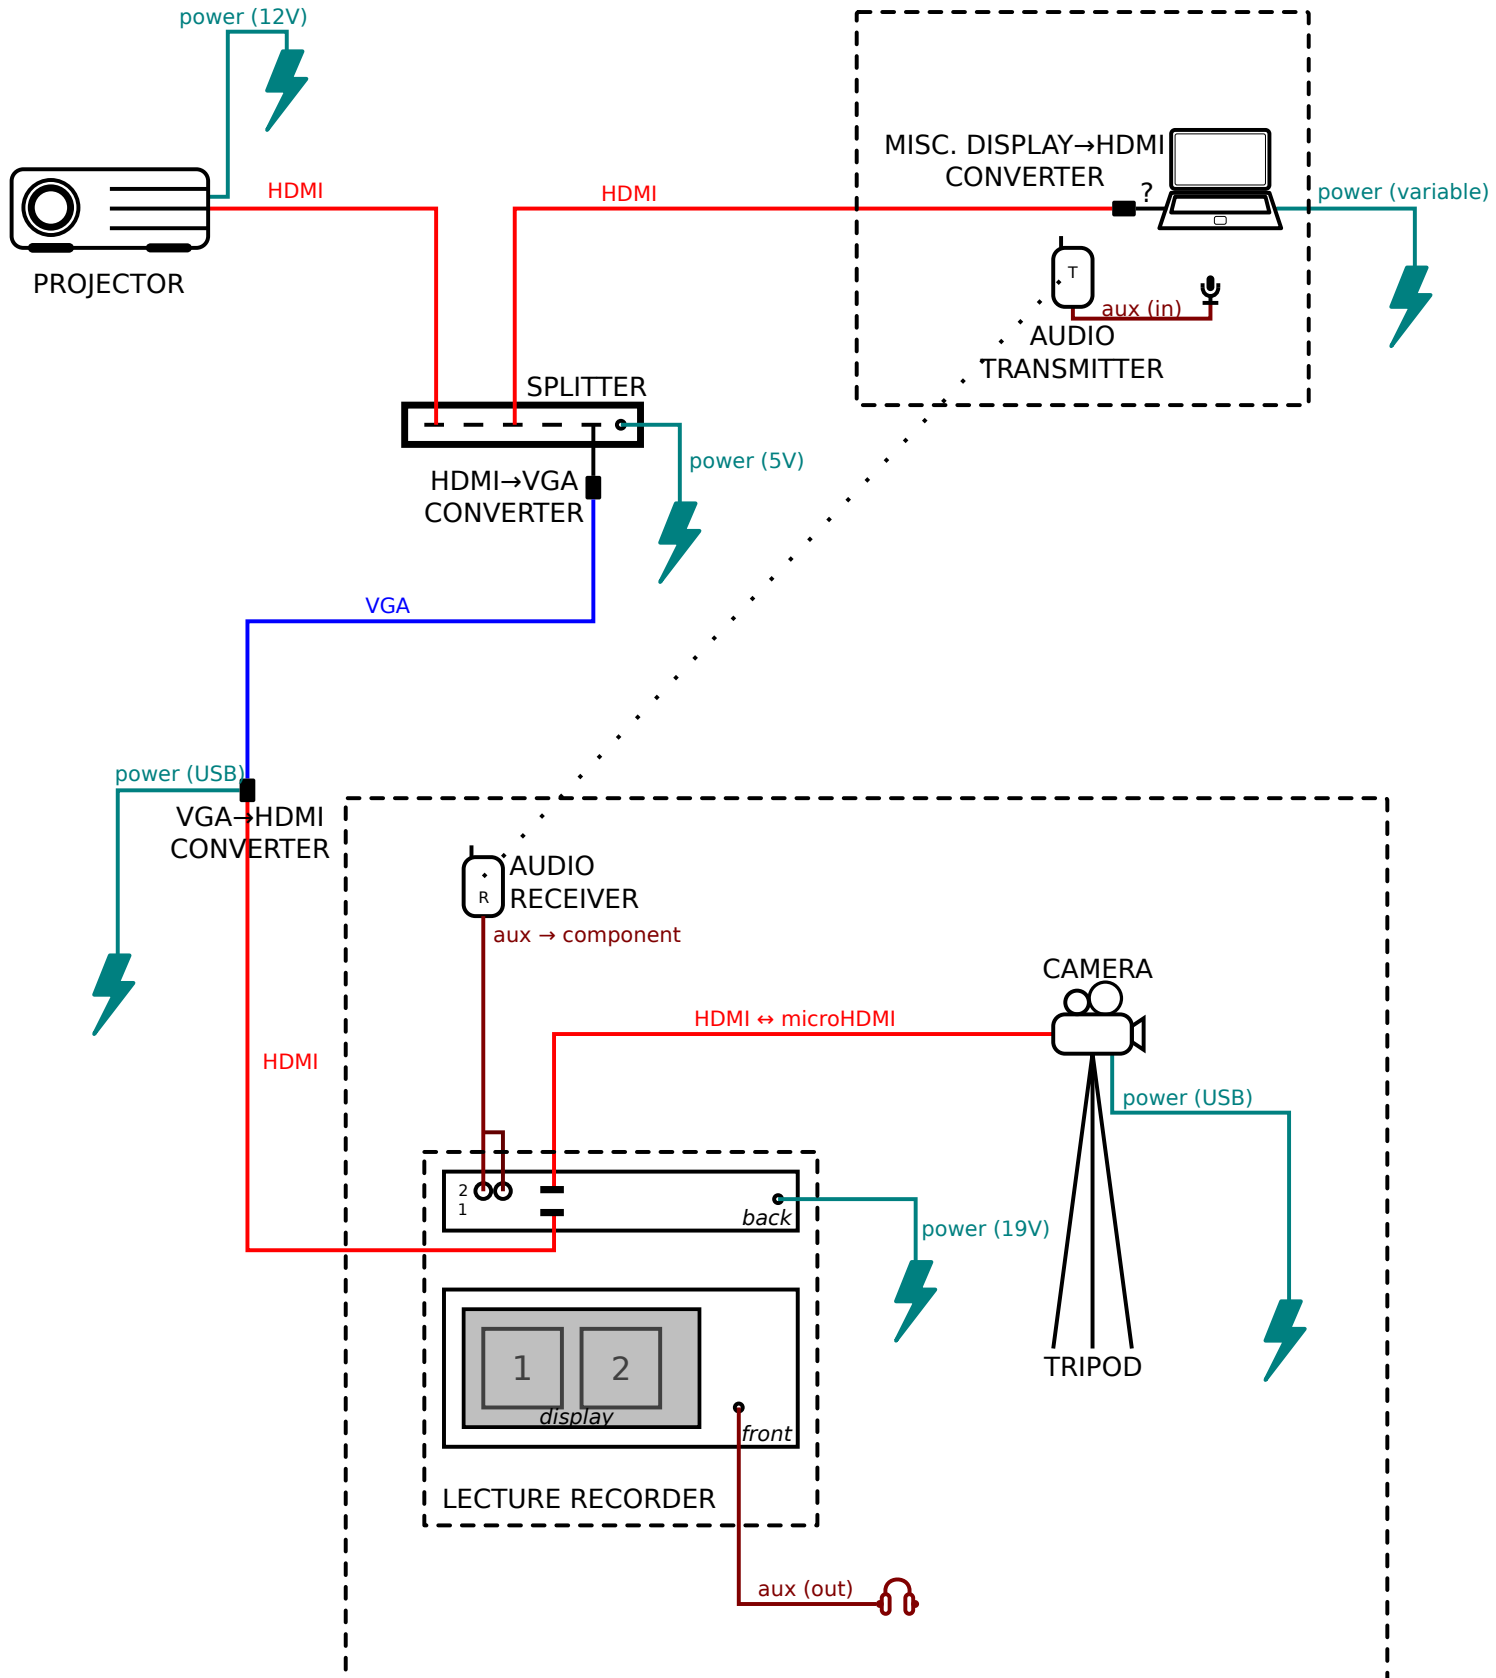 power (12V)
MISC. DISPLAY→HDMI
CONVERTER
?
HDMI
HDMI
power (variable)
PROJECTOR
T
aux (in)
AUDIO
TRANSMITTER
SPLITTER
power (5V)
HDMI→VGA
CONVERTER
VGA
power (USB)
VGA→HDMI
CONVERTER
AUDIO
RECEIVER
R
aux → component
CAMERA
HDMI ↔ microHDMI
HDMI
power (USB)
2
1
back
power (19V)
1
2
display
front
TRIPOD
LECTURE RECORDER
aux (out)